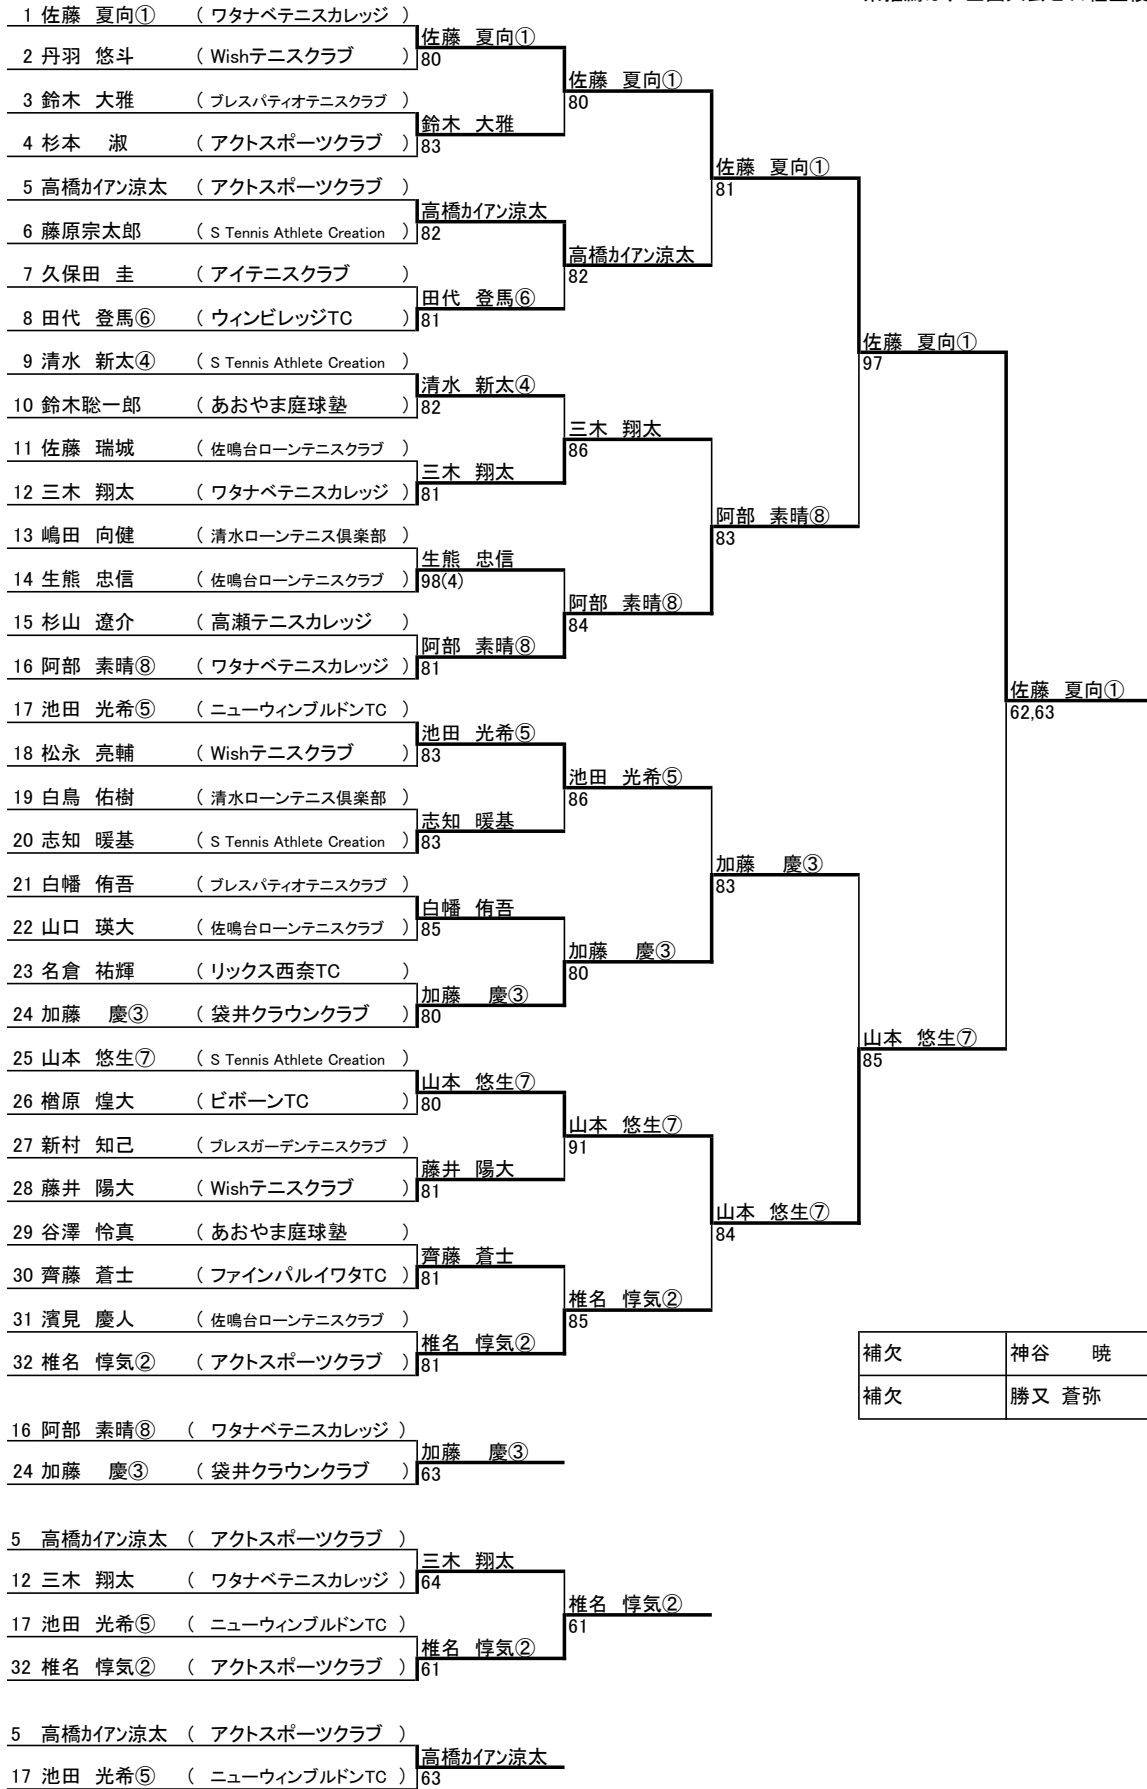 1 佐藤 夏向① ( ワタナベテニスカレッジ )
佐藤 夏向①
2 丹羽 悠斗 ( Wishテニスクラブ ) 80
佐藤 夏向①
80
3 鈴木 大雅 ( ブレスパティオテニスクラブ )
鈴木 大雅
4 杉本 淑 ( アクトスポーツクラブ ) 83
佐藤 夏向①
81
5 高橋カイアン涼太 ( アクトスポーツクラブ )
高橋カイアン涼太
6 藤原宗太郎 ( S Tennis Athlete Creation ) 82
高橋カイアン涼太
82
7 久保田 圭 ( アイテニスクラブ )
田代 登馬⑥
8 田代 登馬⑥ ( ウィンビレッジTC ) 81
佐藤 夏向①
97
9 清水 新太④ ( S Tennis Athlete Creation )
清水 新太④
10 鈴木聡一郎 ( あおやま庭球塾 ) 82
三木 翔太
86
11 佐藤 瑞城 ( 佐鳴台ローンテニスクラブ )
三木 翔太
12 三木 翔太 ( ワタナベテニスカレッジ ) 81
阿部 素晴⑧
83
13 嶋田 向健 ( 清水ローンテニス倶楽部 )
生熊 忠信
14 生熊 忠信 ( 佐鳴台ローンテニスクラブ ) 98(4)
阿部 素晴⑧
84
15 杉山 遼介 ( 高瀬テニスカレッジ )
阿部 素晴⑧
16 阿部 素晴⑧ ( ワタナベテニスカレッジ ) 81
佐藤 夏向①
62,63
17 池田 光希⑤ ( ニューウィンブルドンTC )
池田 光希⑤
18 松永 亮輔 ( Wishテニスクラブ ) 83
池田 光希⑤
86
19 白鳥 佑樹 ( 清水ローンテニス倶楽部 )
志知 暖基
20 志知 暖基 ( S Tennis Athlete Creation ) 83
加藤 慶③
83
21 白幡 侑吾 ( ブレスパティオテニスクラブ )
白幡 侑吾
22 山口 瑛大 ( 佐鳴台ローンテニスクラブ ) 85
加藤 慶③
80
23 名倉 祐輝 ( リックス西奈TC )
加藤 慶③
24 加藤 慶③ ( 袋井クラウンクラブ ) 80
山本 悠生⑦
85
25 山本 悠生⑦ ( S Tennis Athlete Creation )
山本 悠生⑦
26 楢原 煌大 ( ビボーンTC ) 80
山本 悠生⑦
91
27 新村 知己 ( ブレスガーデンテニスクラブ )
藤井 陽大
28 藤井 陽大 ( Wishテニスクラブ ) 81
山本 悠生⑦
84
29 谷澤 怜真 ( あおやま庭球塾 )
齊藤 蒼士
30 齊藤 蒼士 ( ファインパルイワタTC ) 81
椎名 惇気②
85
31 濱見 慶人 ( 佐鳴台ローンテニスクラブ )
椎名 惇気②
32 椎名 惇気② ( アクトスポーツクラブ ) 81
補欠 神谷 暁
補欠 勝又 蒼弥
16 阿部 素晴⑧ ( ワタナベテニスカレッジ )
加藤 慶③
24 加藤 慶③ ( 袋井クラウンクラブ ) 63
5 高橋カイアン涼太 ( アクトスポーツクラブ )
三木 翔太
12 三木 翔太 ( ワタナベテニスカレッジ ) 64
椎名 惇気②
61
17 池田 光希⑤ ( ニューウィンブルドンTC )
椎名 惇気②
32 椎名 惇気② ( アクトスポーツクラブ ) 61
5 高橋カイアン涼太 ( アクトスポーツクラブ )
高橋カイアン涼太
17 池田 光希⑤ ( ニューウィンブルドンTC ) 63